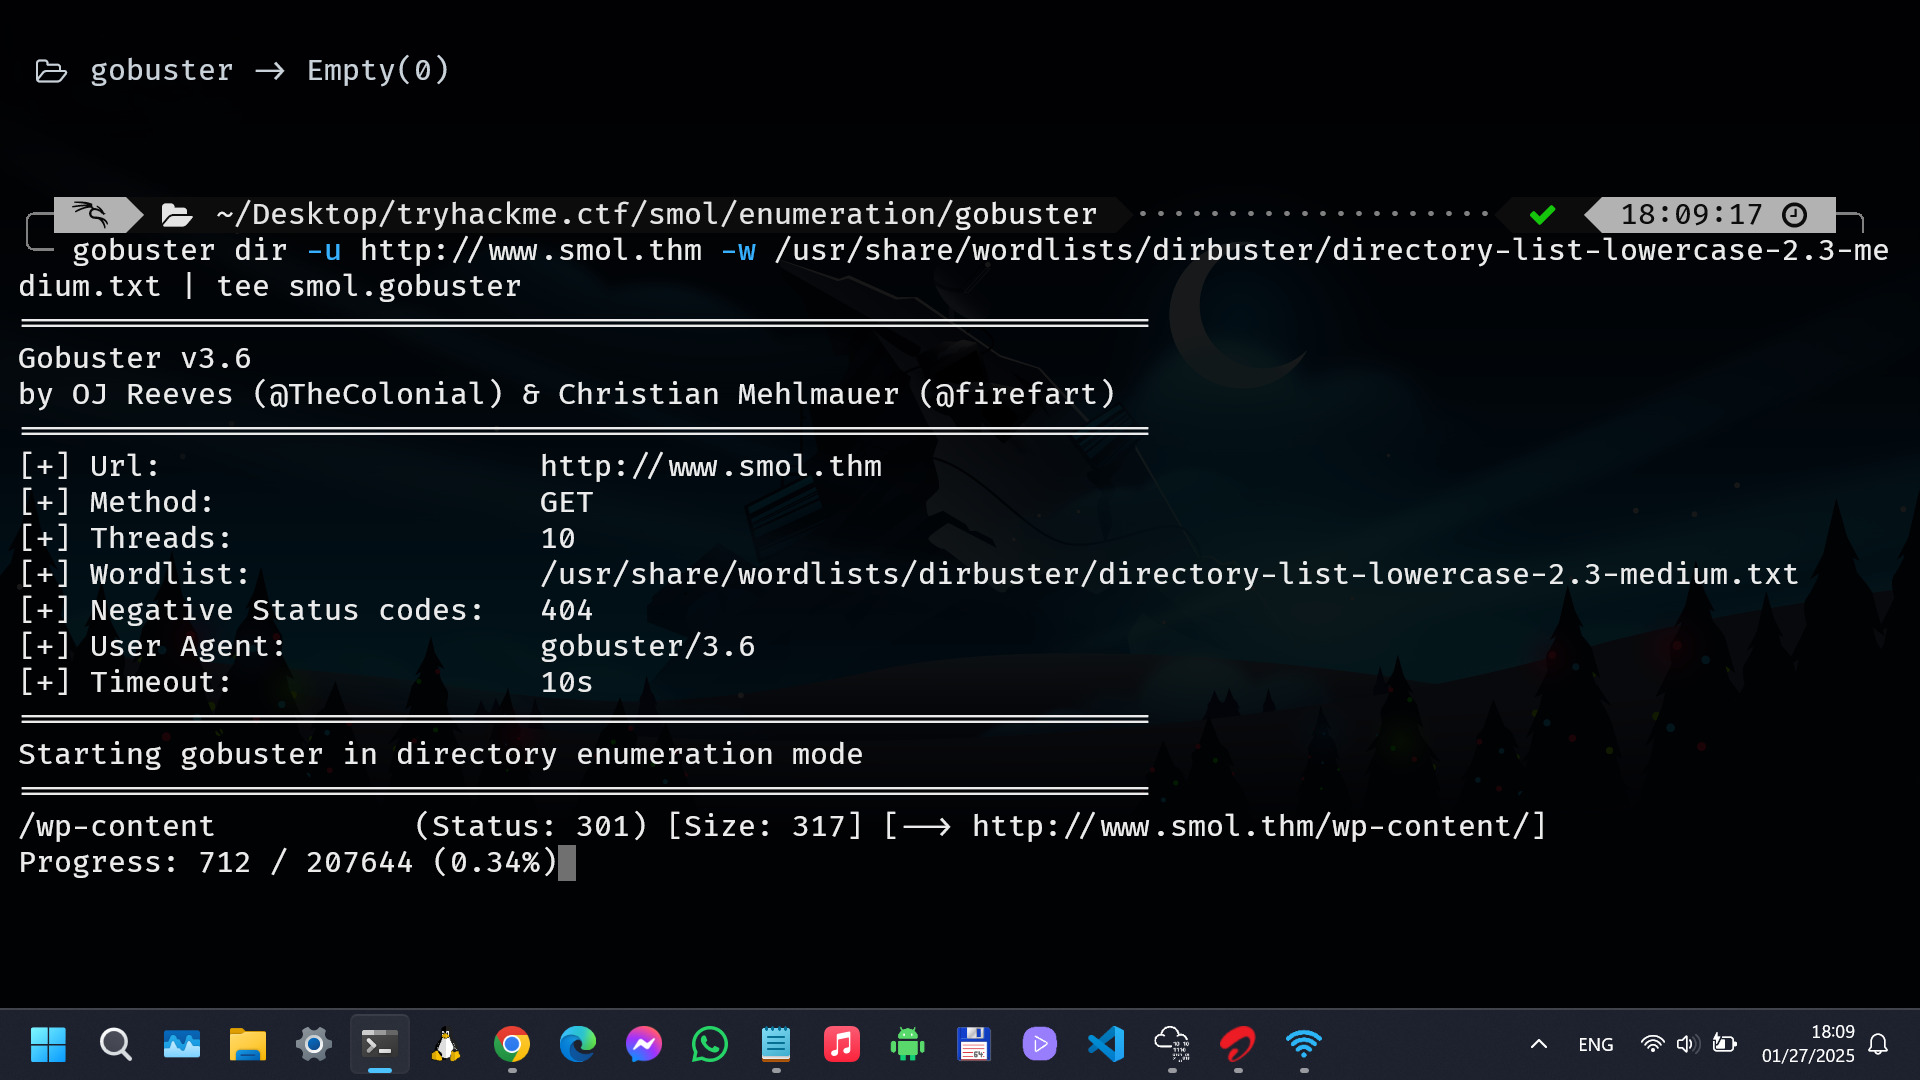 gobuster → Empty(0)
~/Desktop/tryhackme.ctf/smol/enumeration/gobuster 18:09:17
gobuster dir -u http://www.smol.thm -w /usr/share/wordlists/dirbuster/directory-list-lowercase-2.3-me
dium.txt | tee smol.gobuster
===============================================================
Gobuster v3.6
by OJ Reeves (@TheColonial) & Christian Mehlmauer (@firefart)
===============================================================
[+] Url: http://www.smol.thm
[+] Method: GET
[+] Threads: 10
[+] Wordlist: /usr/share/wordlists/dirbuster/directory-list-lowercase-2.3-medium.txt
[+] Negative Status codes: 404
[+] User Agent: gobuster/3.6
[+] Timeout: 10s
===============================================================
Starting gobuster in directory enumeration mode
===============================================================
/wp-content (Status: 301) [Size: 317] [--> http://www.smol.thm/wp-content/]
Progress: 712 / 207644 (0.34%)
ENG
18:09
01/27/2025